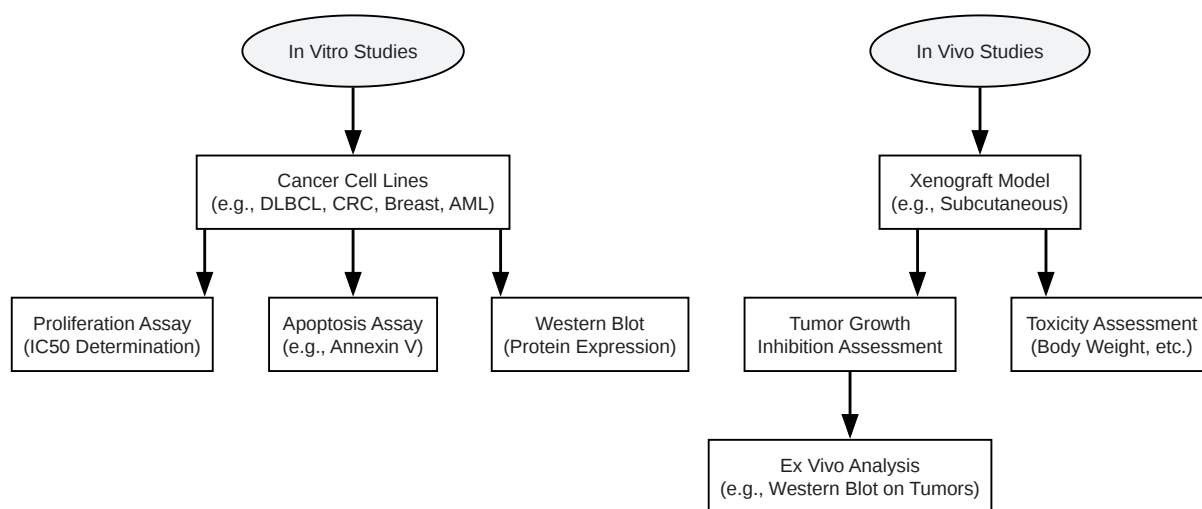 In Vitro Studies
In Vivo Studies
Cancer Cell Lines
(e.g., DLBCL, CRC, Breast, AML)
Xenograft Model
(e.g., Subcutaneous)
Proliferation Assay
(IC50 Determination)
Apoptosis Assay
(e.g., Annexin V)
Western Blot
(Protein Expression)
Tumor Growth
Inhibition Assessment
Toxicity Assessment
(Body Weight, etc.)
Ex Vivo Analysis
(e.g., Western Blot on Tumors)